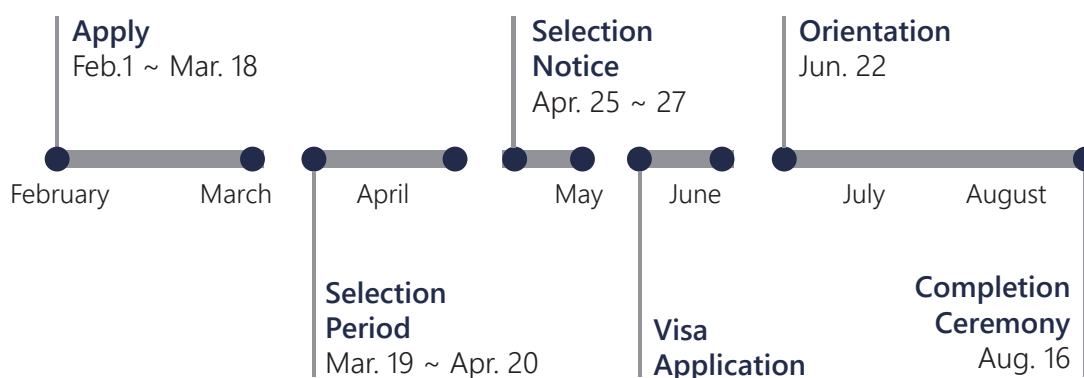 Apply
Feb.1 ~ Mar. 18
Selection
Notice
Apr. 25 ~ 27
Orientation
Jun. 22
February
March
April
May
June
July
August
Selection
Period
Mar. 19 ~ Apr. 20
Visa
Application
Completion
Ceremony
Aug. 16